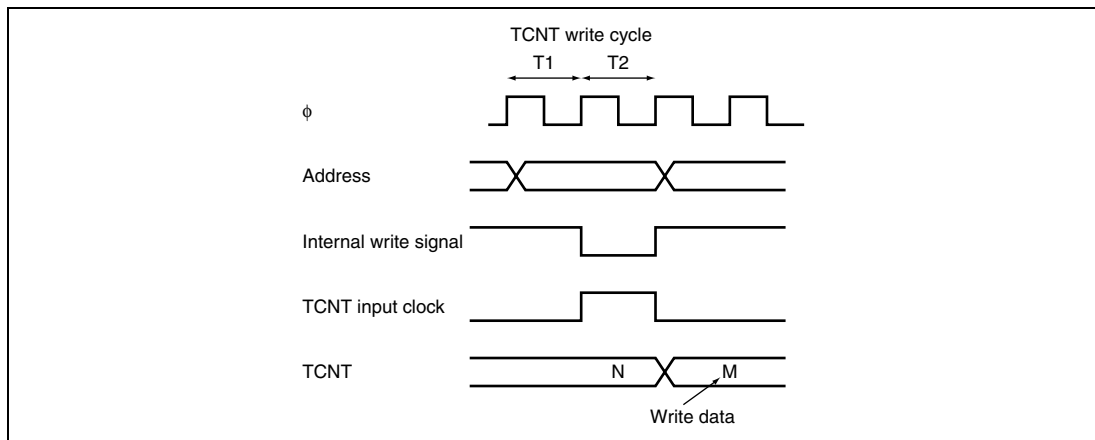 TCNT write cycle
T1 T2
ϕ
Address
Internal write signal
TCNT input clock
TCNT N M
Write data